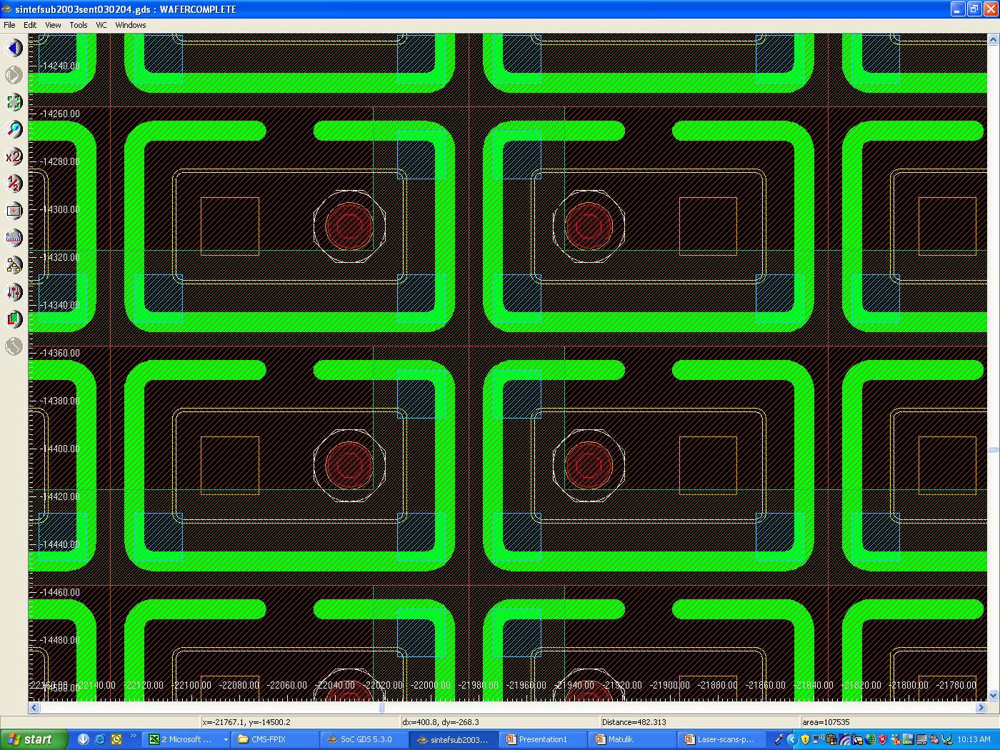 sintefsub2003sent030204.gds : WAFERCOMPLETE
File Edit View Tools ViC Windows
x2
1/2
-14240.00
-14260.00
-14280.00
-14300.00
-14320.00
-14340.00
-14360.00
-14380.00
-14400.00
-14420.00
-14440.00
-14460.00
-14480.00
-22140.00 -22120.00 -22100.00 -22080.00 -22060.00 -22040.00 -22020.00 -22000.00 -21980.00 -21960.00 -21940.00 -21920.00 -21900.00 -21880.00 -21860.00 -21840.00 -21820.00 -21800.00 -21780.00
x=-21767.1, y=-14500.2 dx=400.8, dy=-268.3 Distance=482.313 area=107535
start 2 Microsoft ... CMS-FPIX SoC GDS 5.3.0 sintefsub2003... Presentation1 Matulik Laser-scans-p... 10:13 AM